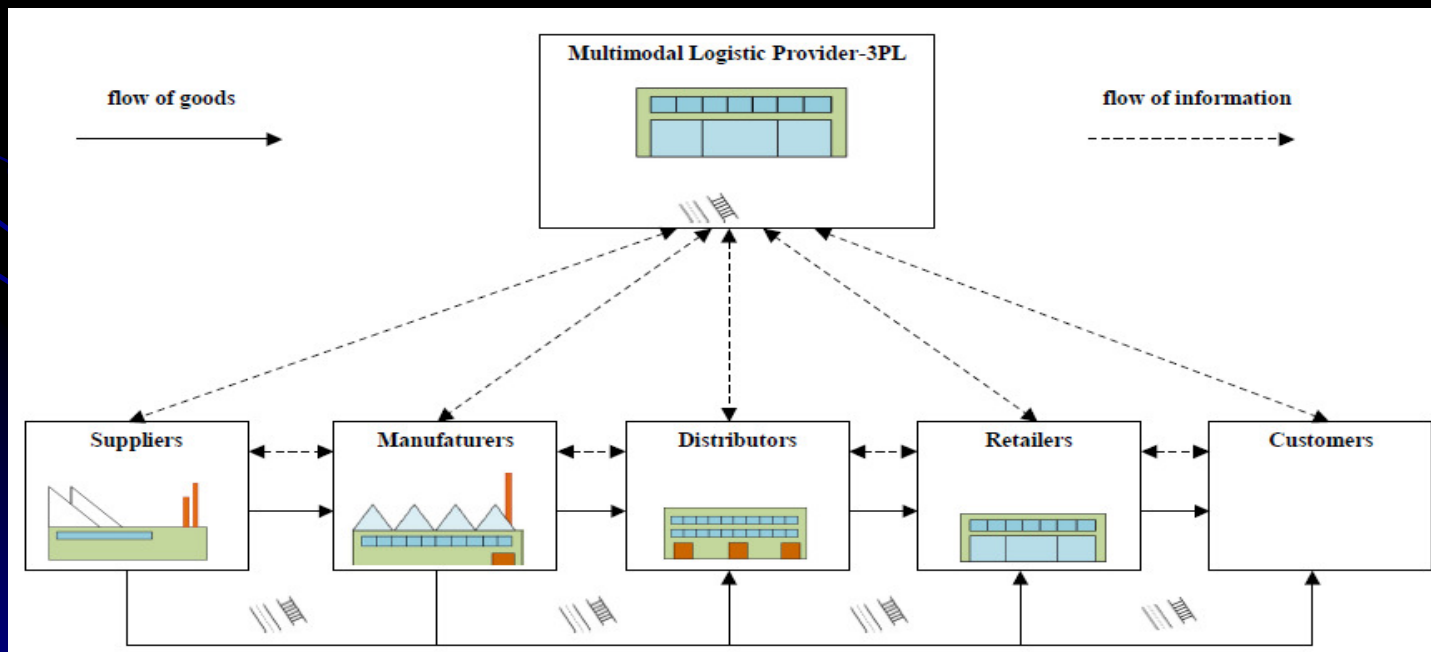 Multimodal Logistic Provider-3PL
flow of goods
flow of information
Suppliers
Manufaturers
Distributors
Retailers
Customers